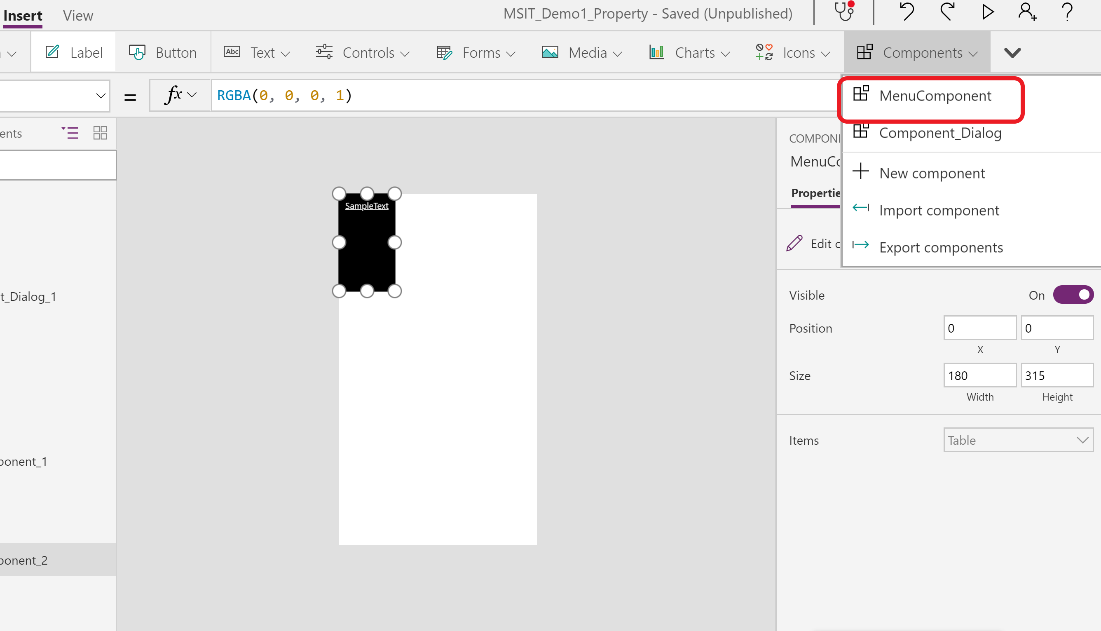 Insert View MSIT_Demo1_Property - Saved (Unpublished)
Label Button Abc Text Controls Forms Media Charts Icons Components
= fx RGBA(0, 0, 0, 1)
MenuComponent
Component_Dialog
New component
Import component
Export components
ents
COMPON
MenuCo
Propertie
Edit c
SampleText
t_Dialog_1
Visible On
Position 0 0
X Y
Size 180 315
Width Height
Items Table
ponent_1
ponent_2